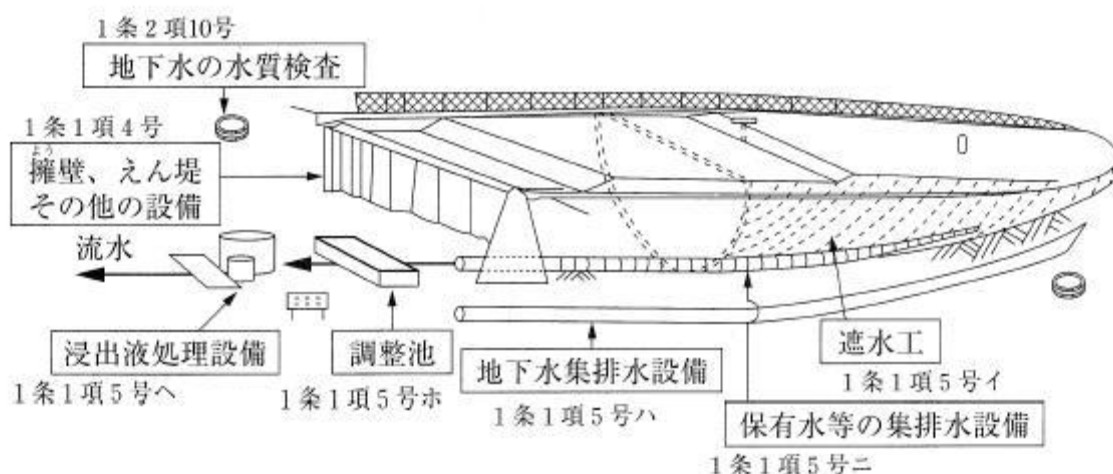 1条2項10号
地下水の水質検査
1条1項4号
よう
擁壁、えん堤
その他の設備
流水
浸出液処理設備
1条1項5号ヘ
調整池
1条1項5号ホ
地下水集排水設備
1条1項5号ハ
遮水工
1条1項5号イ
保有水等の集排水設備
1条1項5号ニ